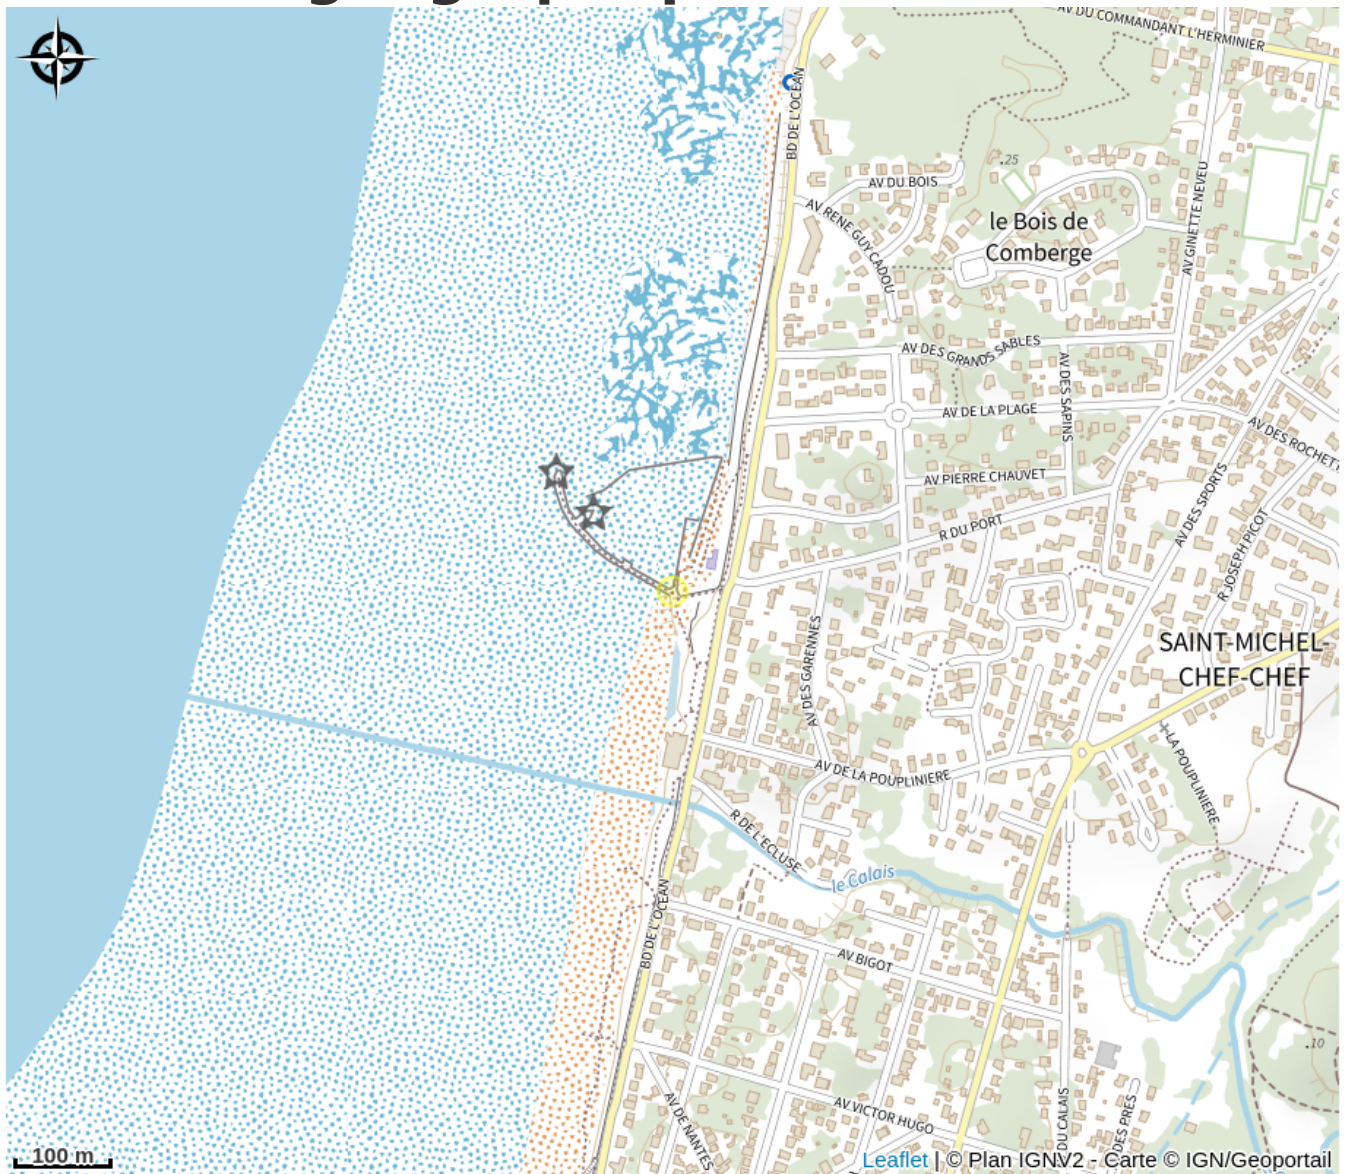 AV DU COMMANDANT L'HERMINIER
BD DE L'OCEAN
.25
AV DU BOIS
AV RENE GUY CADOU
le Bois de
Comberge
AV GINETTE NEVEU
AV DES GRANDS SABLES
AV DES SAPINS
AV DE LA PLAGE
AV DES ROCHETT
AV PIERRE CHAUVET
AV DES SPORTS
R DU PORT
R JOSEPH PICOT
AV DES GARENNES
SAINT-MICHEL-
CHEF-CHEF
LA POUPLINIERE
AV DE LA POUPLINIERE
R DE L'ECLUSE
le Calais
BD DE L'OCEAN
AV BIGOT
.10
AV DE NANTES
AV VICTOR HUGO
DU CALAIS
DES PRES
100 m
Leaflet | © Plan IGNV2 - Carte © IGN/Geoportail